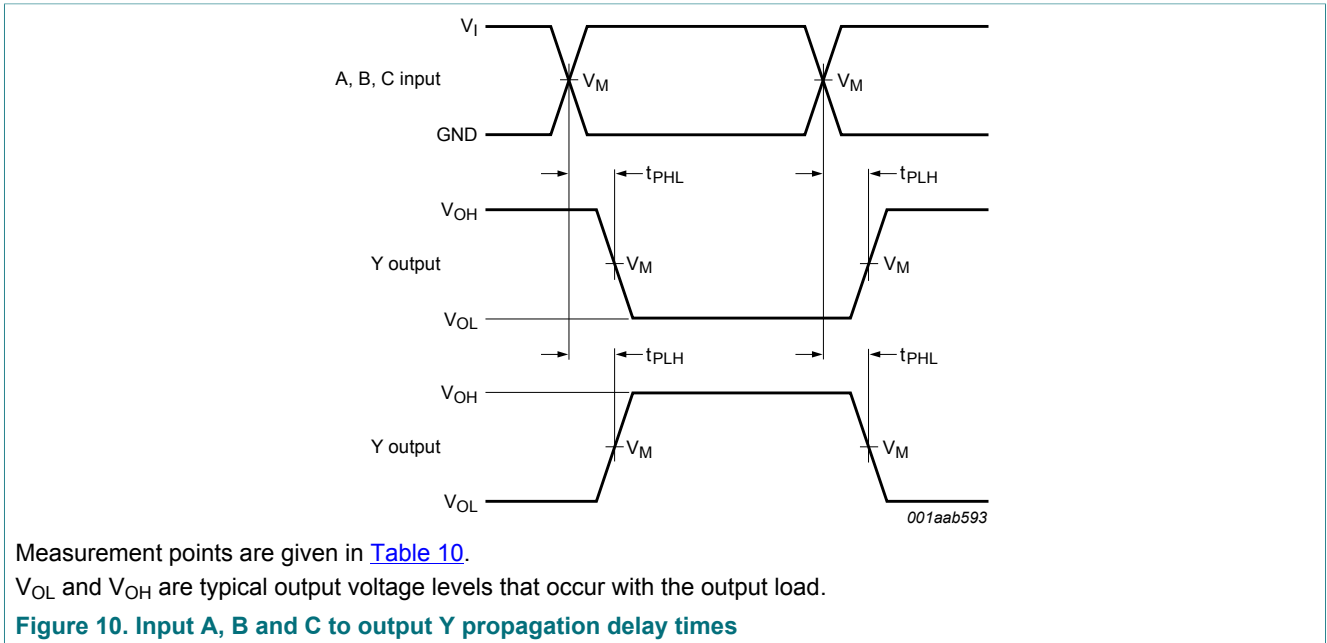 VI
A, B, C input
VM
VM
GND
tPHL
tPLH
VOH
Y output
VM
VM
VOL
tPLH
tPHL
VOH
Y output
VM
VM
VOL
001aab593
Measurement points are given in Table 10.
VOL and VOH are typical output voltage levels that occur with the output load.
Figure 10. Input A, B and C to output Y propagation delay times